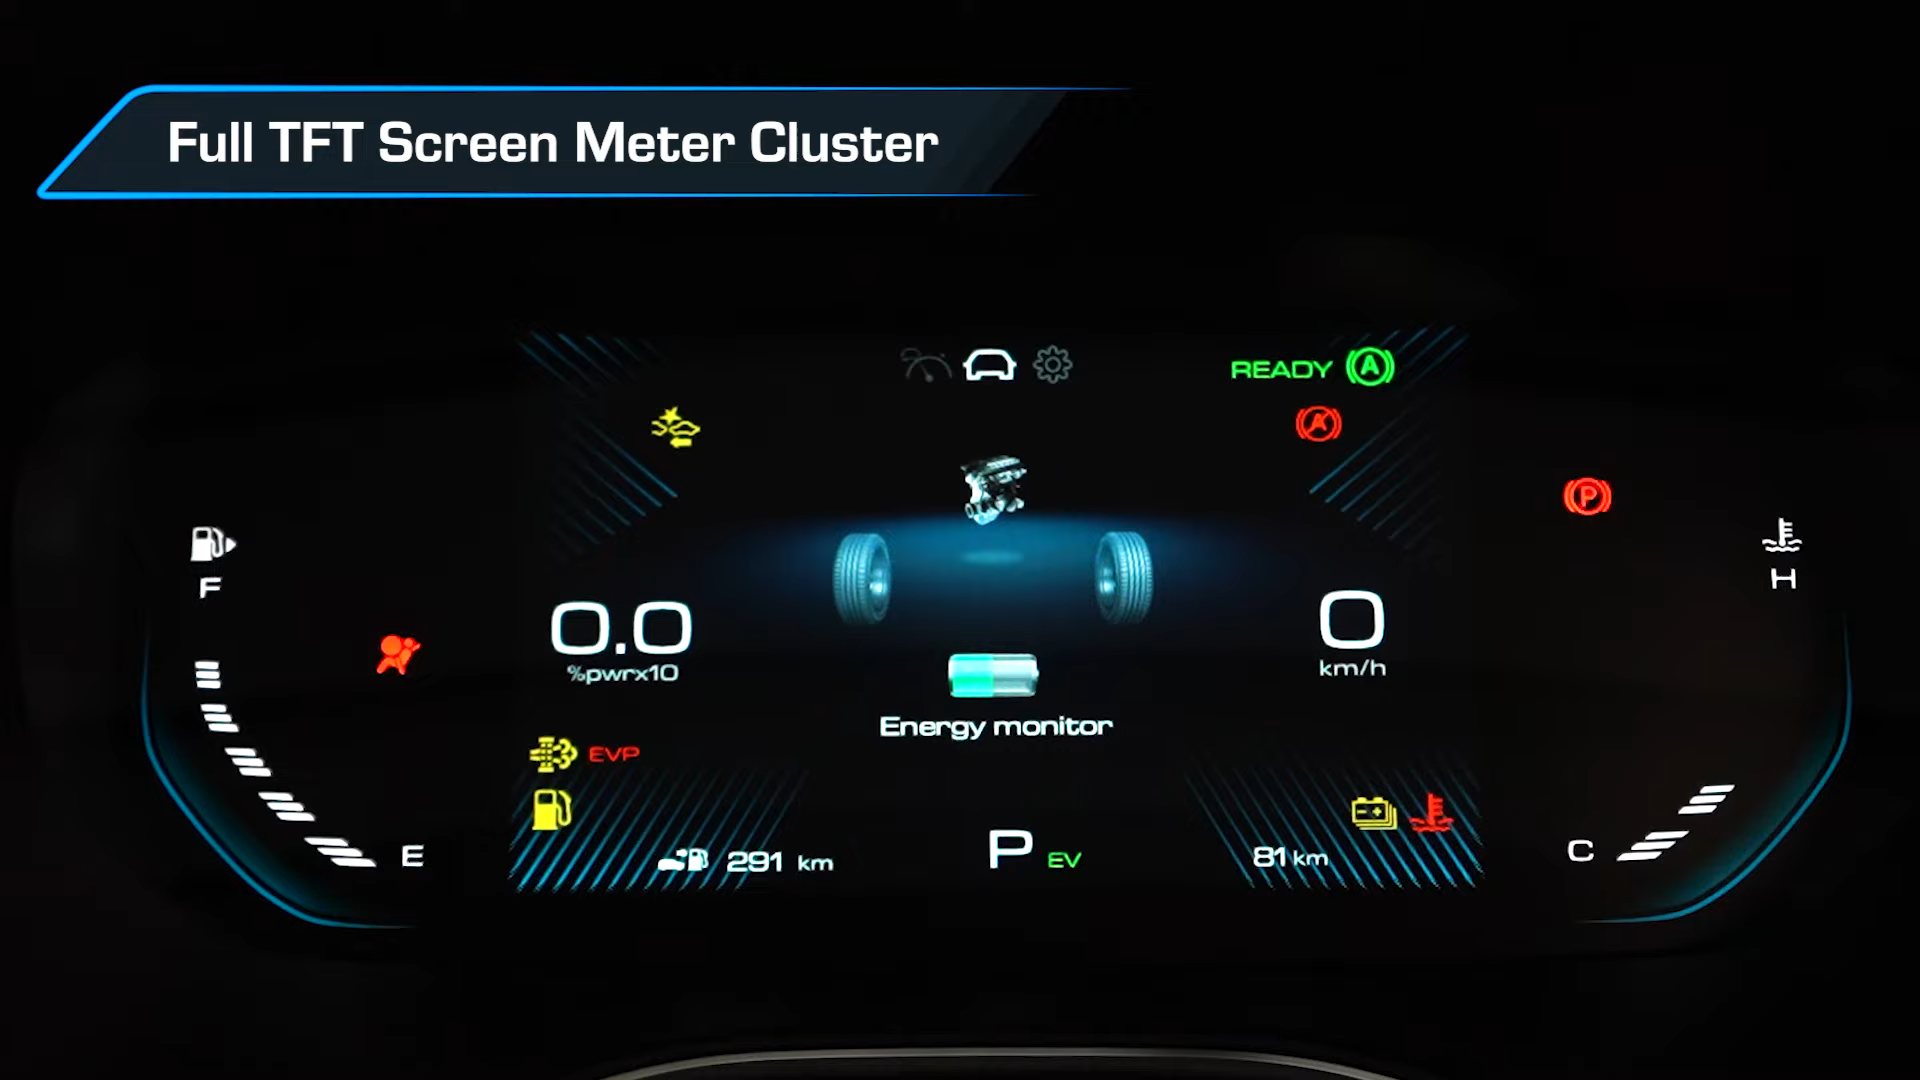 Full TFT Screen Meter Cluster
READY A
A
P
F
H
0.0
%pwrx10
0
km/h
Energy monitor
EVP
291 km
P EV
81 km
E
C